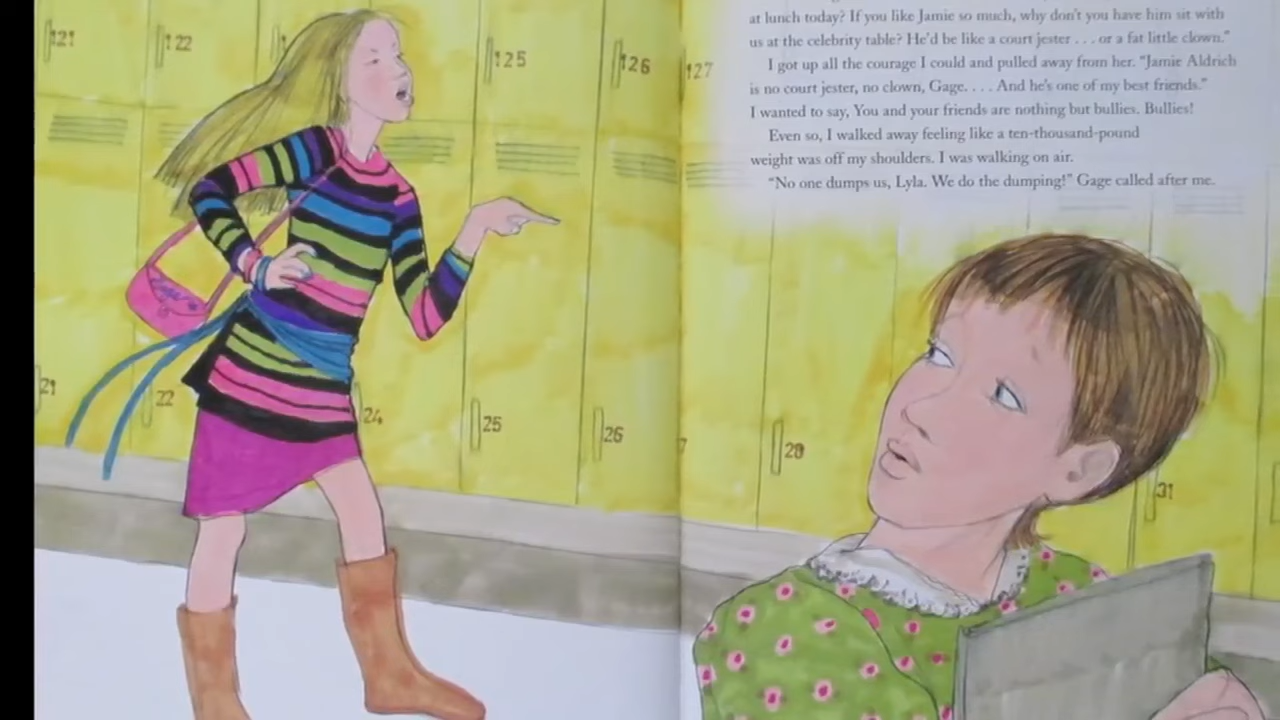 at lunch today? If you like Jamie so much, why don't you have him sit with
us at the celebrity table? He'd be like a court jester . . . or a fat little clown."
I got up all the courage I could and pulled away from her. "Jamie Aldrich
is no court jester, no clown, Gage. . . . And he's one of my best friends."
I wanted to say, You and your friends are nothing but bullies. Bullies!
Even so, I walked away feeling like a ten-thousand-pound
weight was off my shoulders. I was walking on air.
"No one dumps us, Lyla. We do the dumping!" Gage called after me.
121
122
125
126
127
21
22
24
25
26
28
31